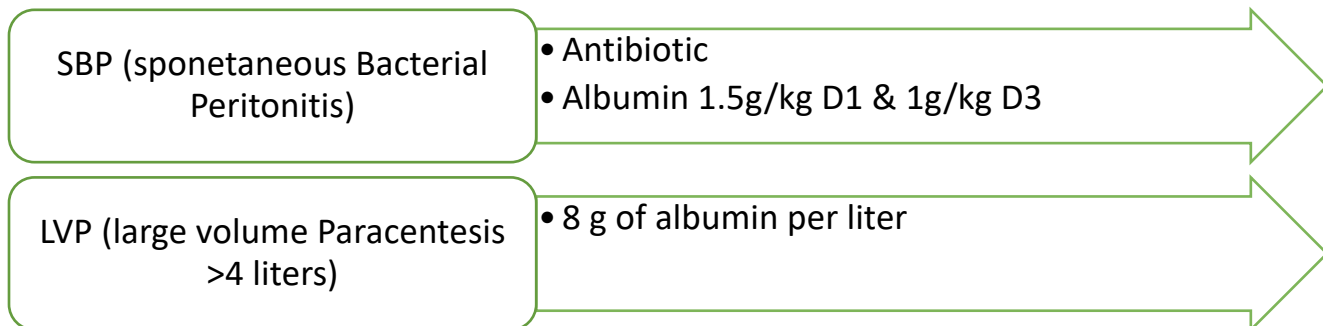 SBP (sponetaneous Bacterial
Peritonitis)
• Antibiotic
• Albumin 1.5g/kg D1 & 1g/kg D3
LVP (large volume Paracentesis
>4 liters)
• 8 g of albumin per liter